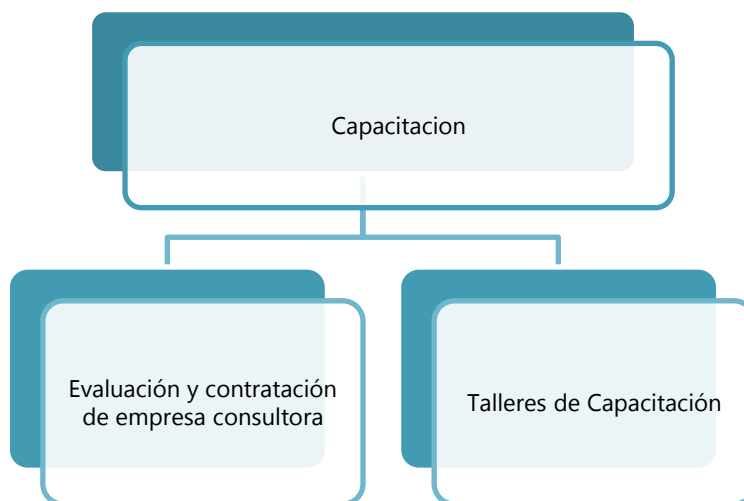 Capacitacion
Evaluación y contratación
de empresa consultora
Talleres de Capacitación